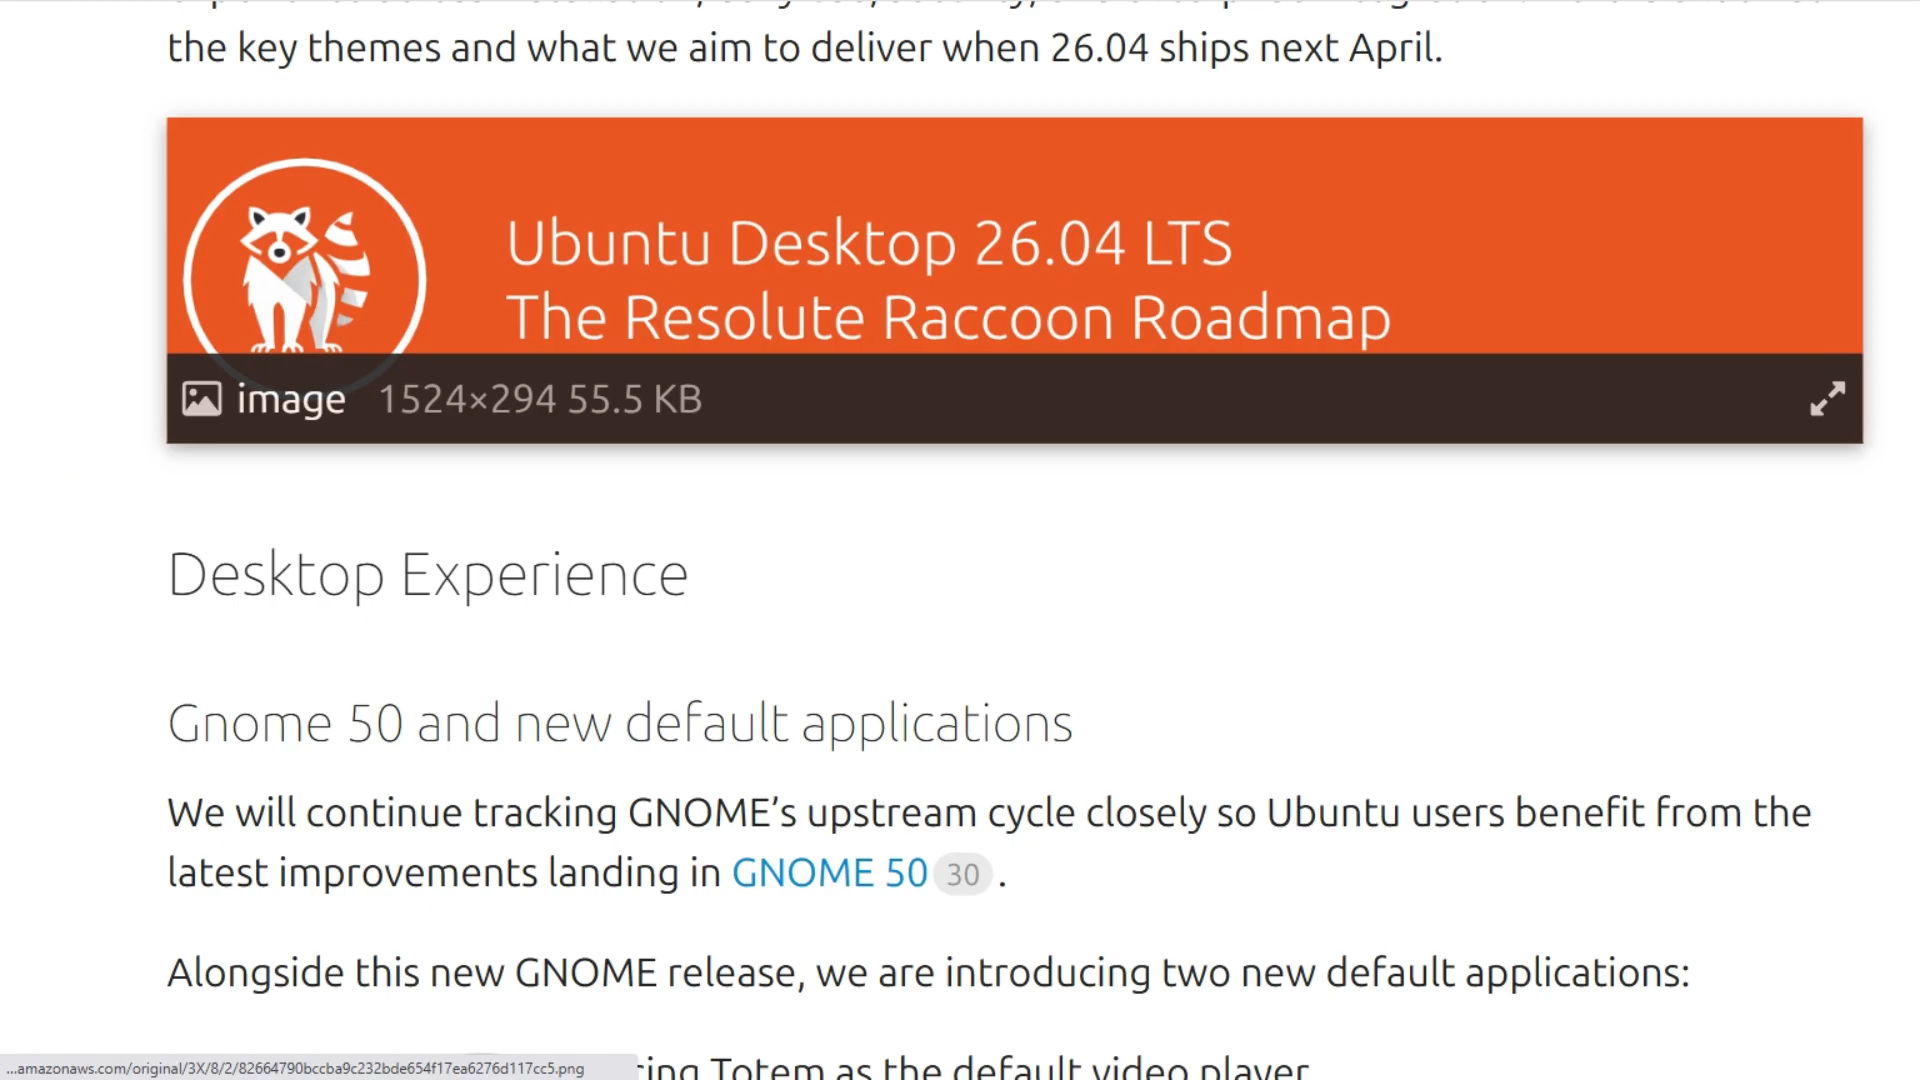 the key themes and what we aim to deliver when 26.04 ships next April.
Ubuntu Desktop 26.04 LTS
The Resolute Raccoon Roadmap
image 1524×294 55.5 KB
Desktop Experience
Gnome 50 and new default applications
We will continue tracking GNOME’s upstream cycle closely so Ubuntu users benefit from the
latest improvements landing in GNOME 50 30 .
Alongside this new GNOME release, we are introducing two new default applications:
cing Totem as the default video player
...amazonaws.com/original/3X/8/2/82664790bccba9c232bde654f17ea6276d117cc5.png